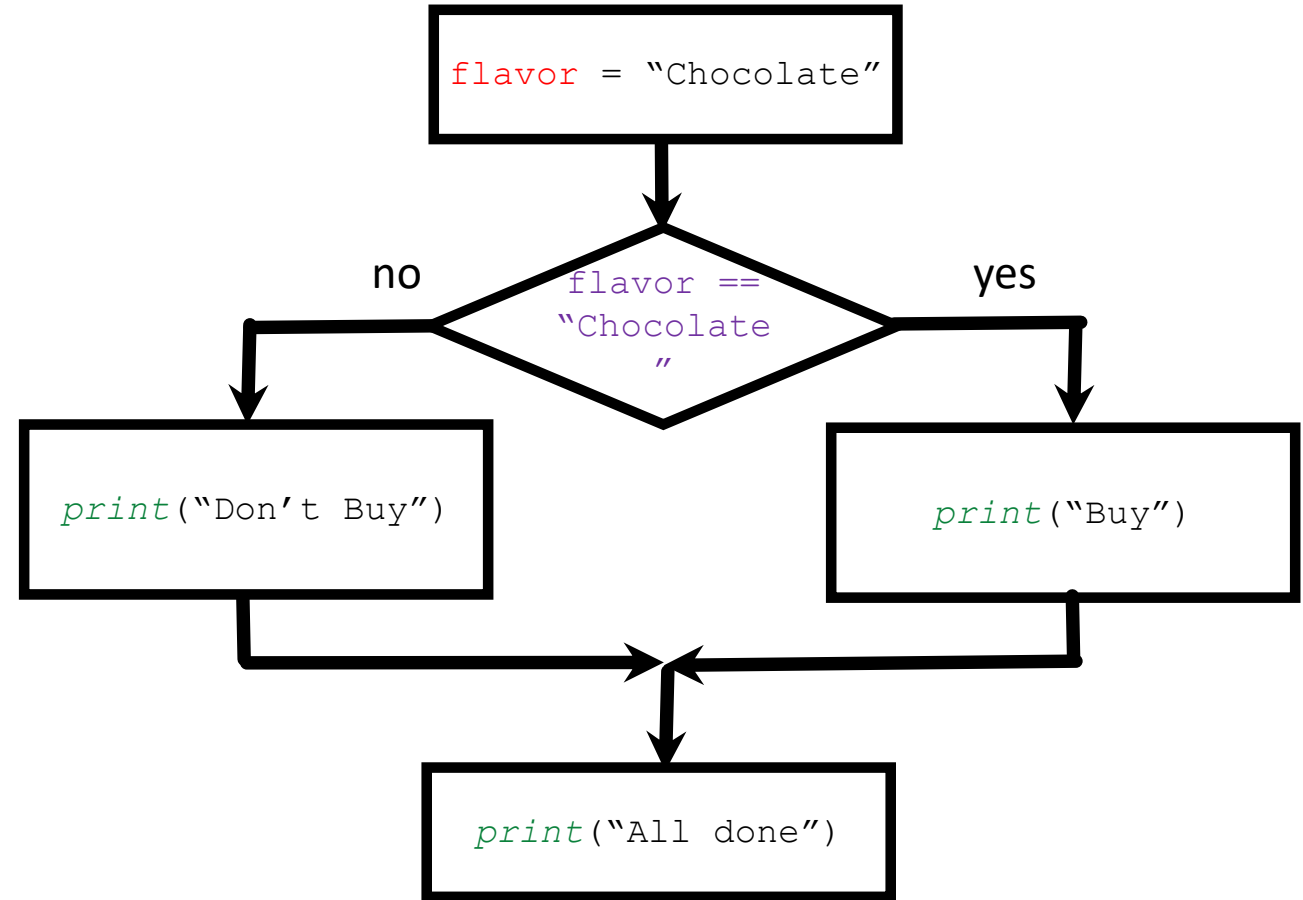 flavor = “Chocolate”
no
flavor ==
“Chocolate
”
yes
print(“Don’t Buy”)
print(“Buy”)
print(“All done”)